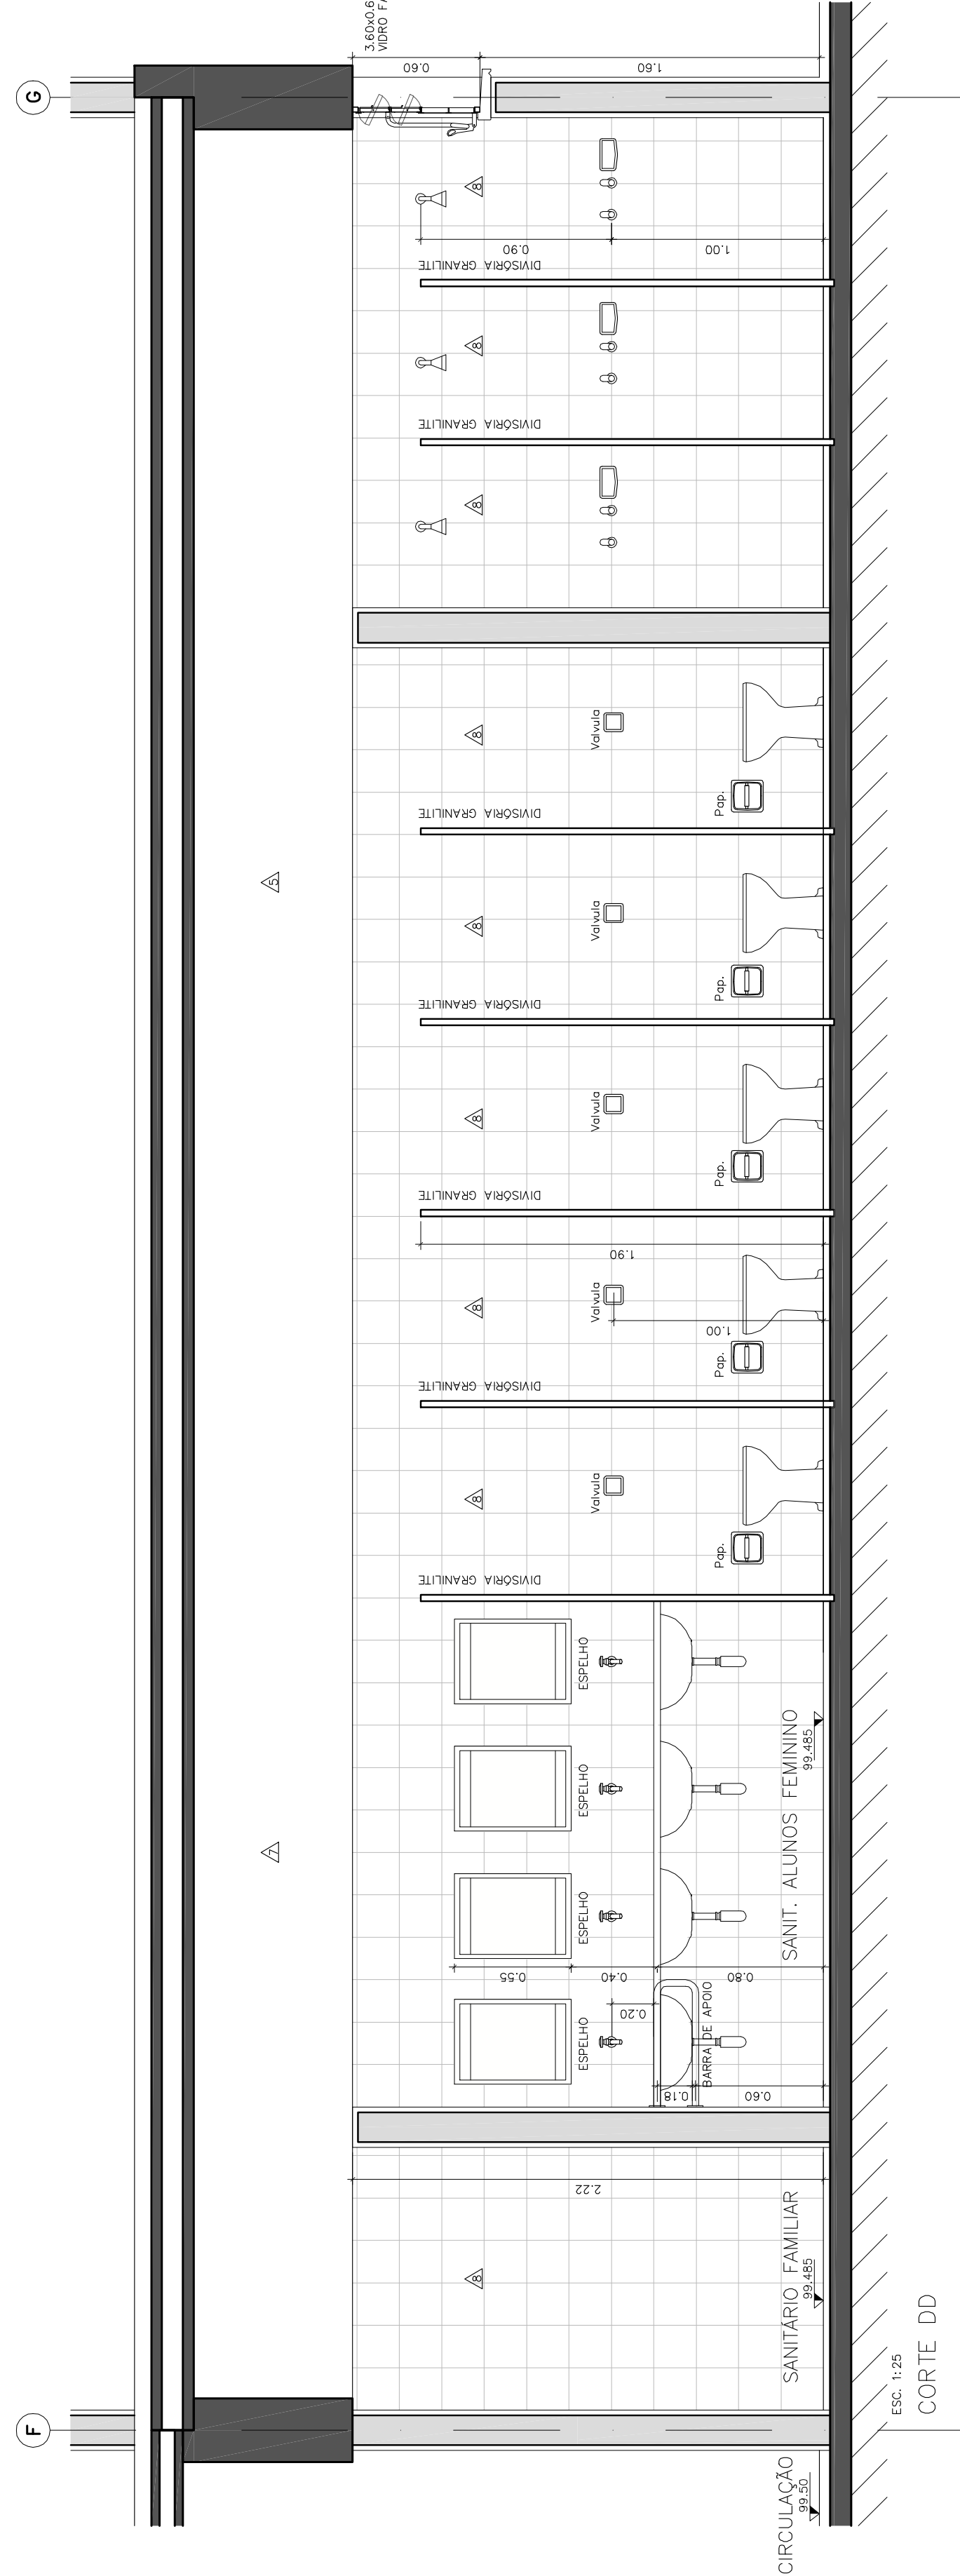 F
G
3.60x0.6
VIDRO FA
0.60
1.60
7
5
8
8
8
8
8
8
8
8
8
DIVISÓRIA GRANILITE
DIVISÓRIA GRANILITE
DIVISÓRIA GRANILITE
DIVISÓRIA GRANILITE
DIVISÓRIA GRANILITE
DIVISÓRIA GRANILITE
DIVISÓRIA GRANILITE
0.90
1.00
2.22
0.55
0.40
0.80
0.20
0.18
0.60
ESPELHO
ESPELHO
ESPELHO
ESPELHO
BARRA DE APOIO
Valvula
Valvula
Valvula
Valvula
Valvula
1.90
1.00
Pap.
Pap.
Pap.
Pap.
Pap.
CIRCULAÇÃO
99.50
SANITÁRIO FAMILIAR
99.485
SANIT. ALUNOS FEMININO
99.485
ESC. 1:25
CORTE DD